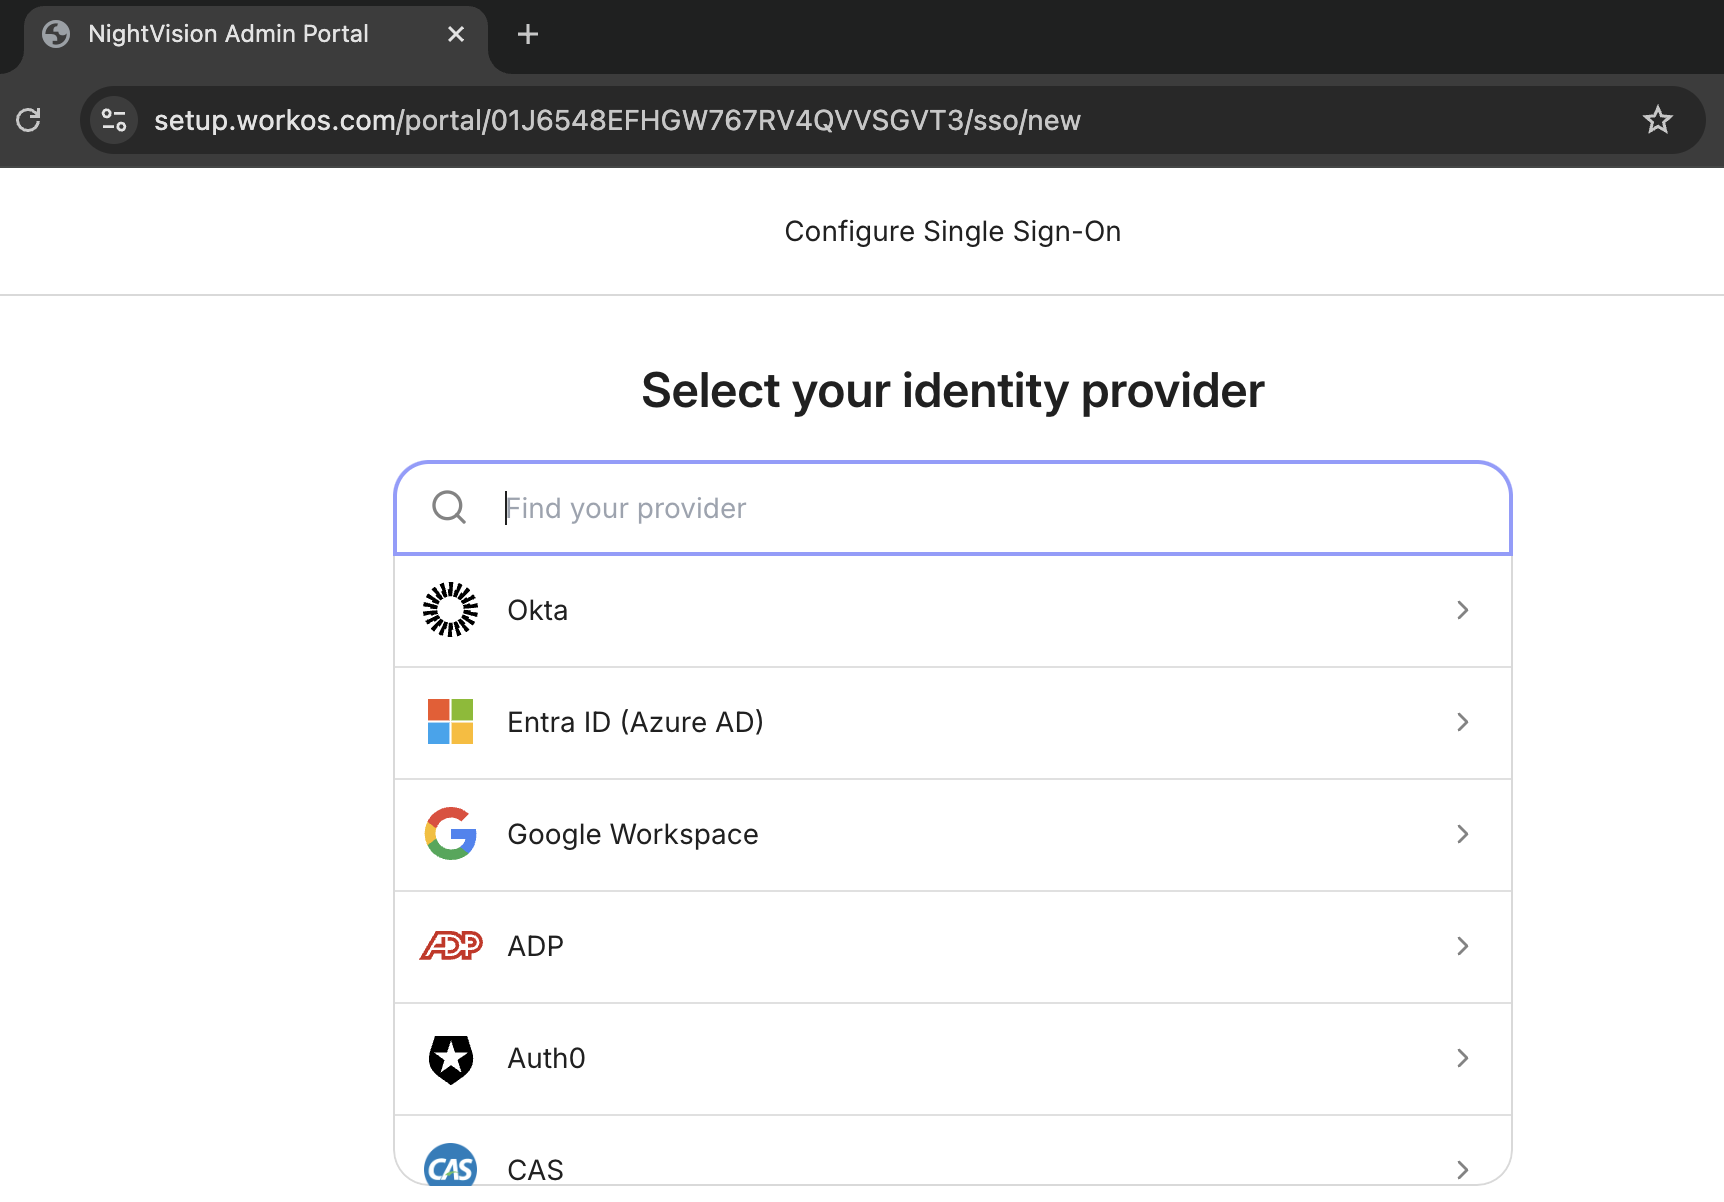 NightVision Admin Portal
setup.workos.com/portal/01J6548EFHGW767RV4QVVSGVT3/sso/new
Configure Single Sign-On
Select your identity provider
Find your provider
Okta
Entra ID (Azure AD)
Google Workspace
ADP ADP
Auth0
CAS CAS